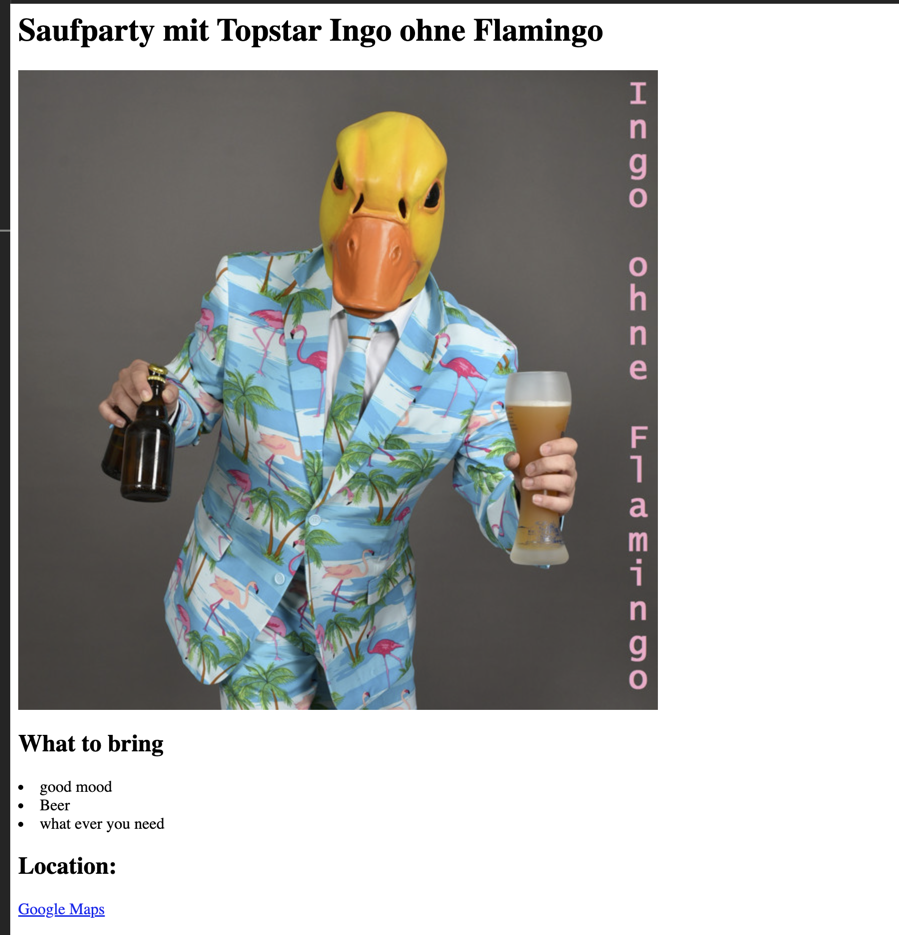 Saufparty mit Topstar Ingo ohne Flamingo
Ingo ohne Flamingo
What to bring
good mood
Beer
what ever you need
Location:
Google Maps